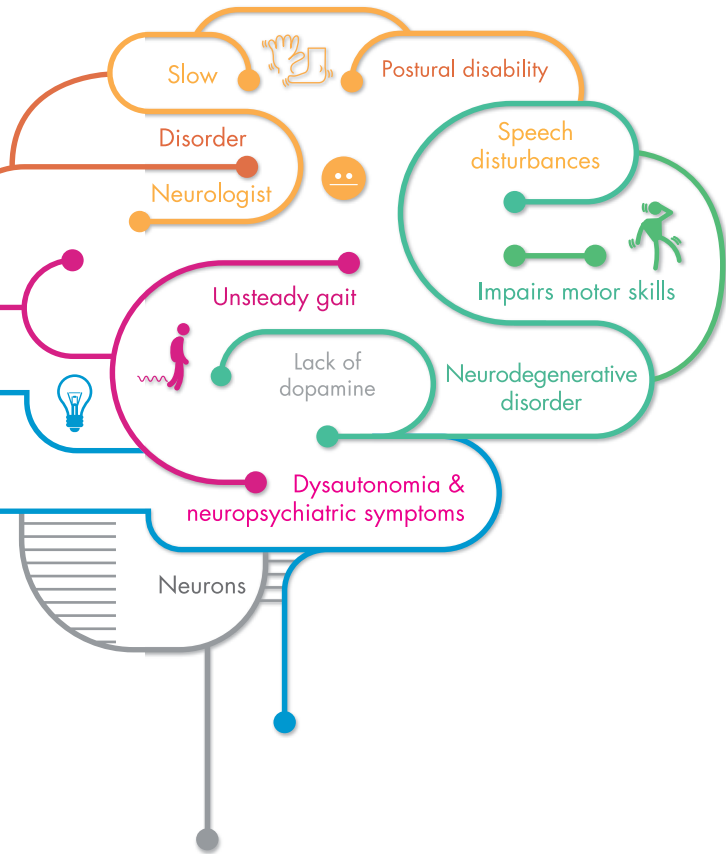 Slow
Postural disability
Disorder
Speech
disturbances
Neurologist
Unsteady gait
Impairs motor skills
Lack of
dopamine
Neurodegenerative
disorder
Dysautonomia &
neuropsychiatric symptoms
Neurons